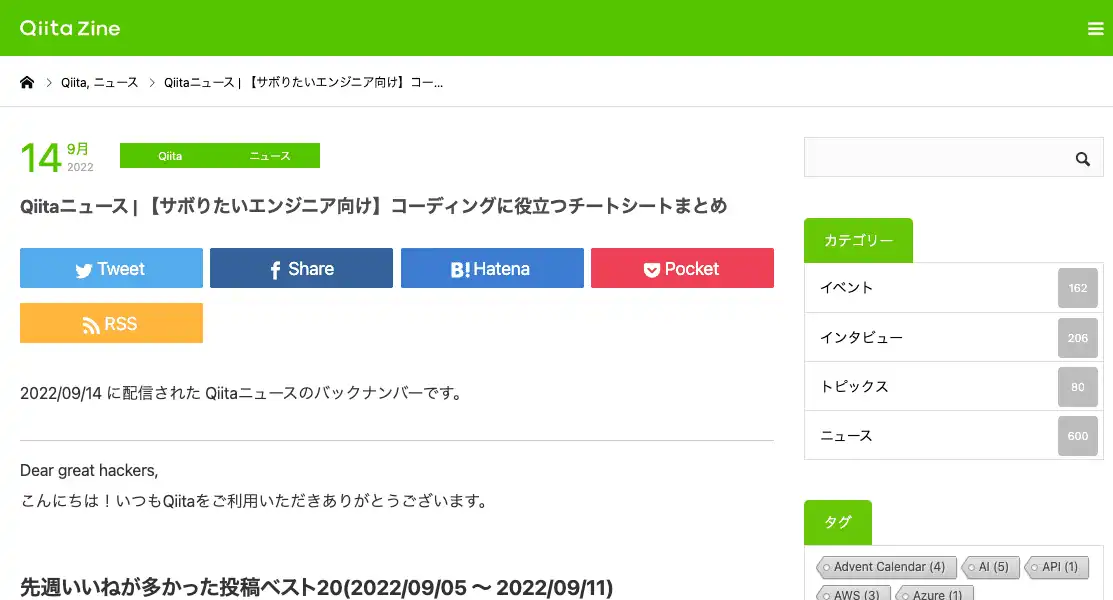 Qiita Zine
Qiita, ニュース
Qiitaニュース | 【サボりたいエンジニア向け】コー...
14 9月 2022
Qiita ニュース
Qiitaニュース | 【サボりたいエンジニア向け】コーディングに役立つチートシートまとめ
Tweet Share B!Hatena Pocket
RSS
2022/09/14 に配信された Qiitaニュースのバックナンバーです。
Dear great hackers,
こんにちは！いつもQiitaをご利用いただきありがとうございます。
先週いいねが多かった投稿ベスト20(2022/09/05 〜 2022/09/11)
カテゴリー
イベント 162
インタビュー 206
トピックス 80
ニュース 600
タグ
Advent Calendar (4) AI (5) API (1)
AWS (3) Azure (1)